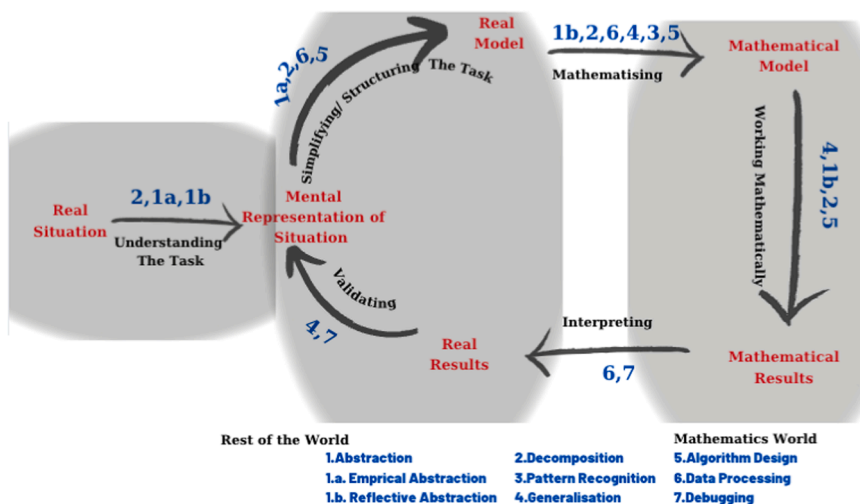 Real
Model
1b,2,6,4,3,5
Mathematising
Mathematical
Model
1a,2,6,5
Simplifying/ Structuring The Task
Working Mathematically
4,1b,2,5
Real
Situation
2,1a,1b
Understanding
The Task
Mental
Representation of
Situation
Validating
4,7
Real
Results
Interpreting
6,7
Mathematical
Results
Rest of the World
Mathematics World
1.Abstraction
2.Decomposition
5.Algorithm Design
1.a. Emprical Abstraction
3.Pattern Recognition
6.Data Processing
1.b. Reflective Abstraction
4.Generalisation
7.Debugging